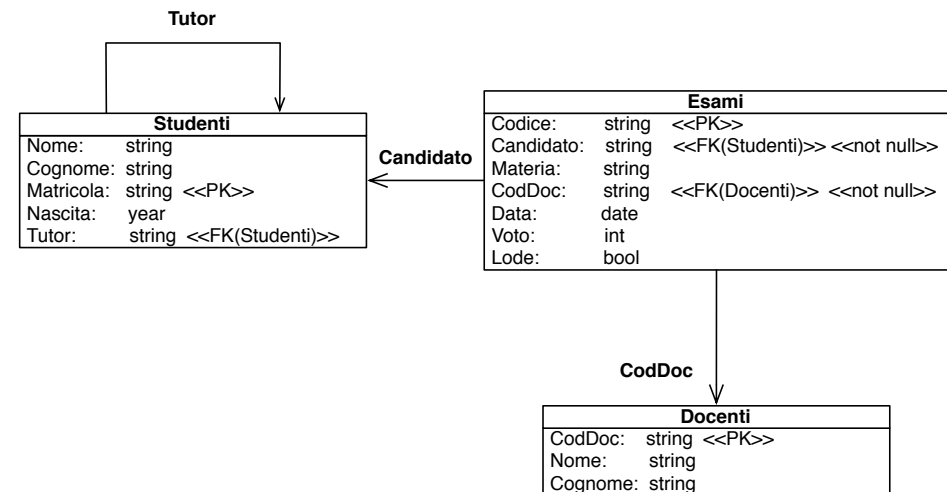 Tutor
Studenti
Nome: string
Cognome: string
Matricola: string <<PK>>
Nascita: year
Tutor: string <<FK(Studenti)>>
Candidato
Esami
Codice: string <<PK>>
Candidato: string <<FK(Studenti)>> <<not null>>
Materia: string
CodDoc: string <<FK(Docenti)>> <<not null>>
Data: date
Voto: int
Lode: bool
CodDoc
Docenti
CodDoc: string <<PK>>
Nome: string
Cognome: string